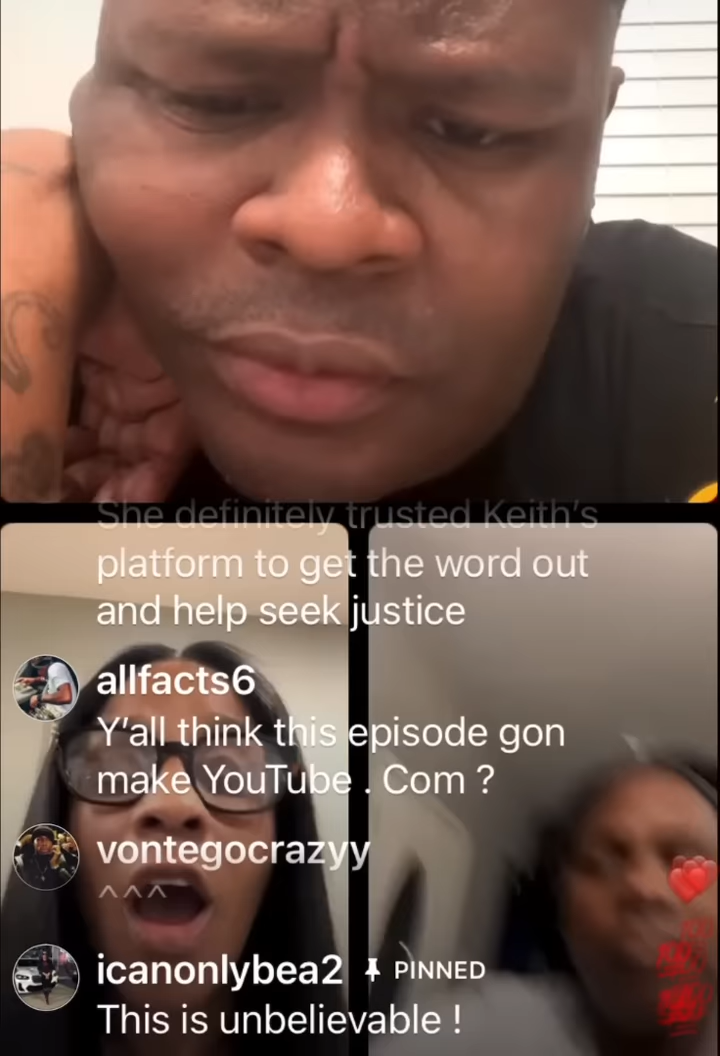 She definitely trusted Keith's
platform to get the word out
and help seek justice
allfacts6
Y'all think this episode gon
make YouTube . Com ?
vontegocrazyy
^^^
icanonlybea2 PINNED
This is unbelievable !